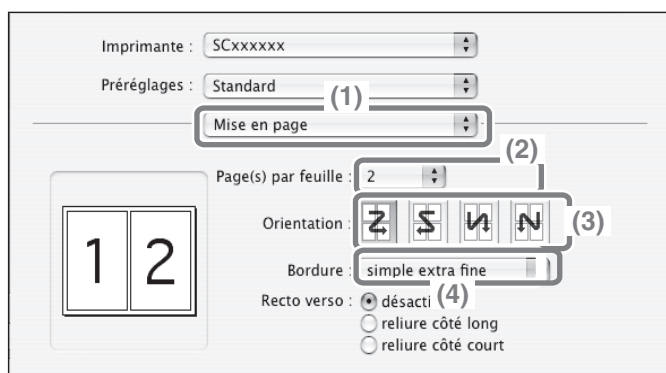 Imprimante : SCxxxxxx
Préréglages : Standard
(1)
Mise en page
(2)
Page(s) par feuille : 2
Orientation :
(3)
Bordure : simple extra fine
Recto verso : désacti
(4)
reliure côté long
reliure côté court
1 2